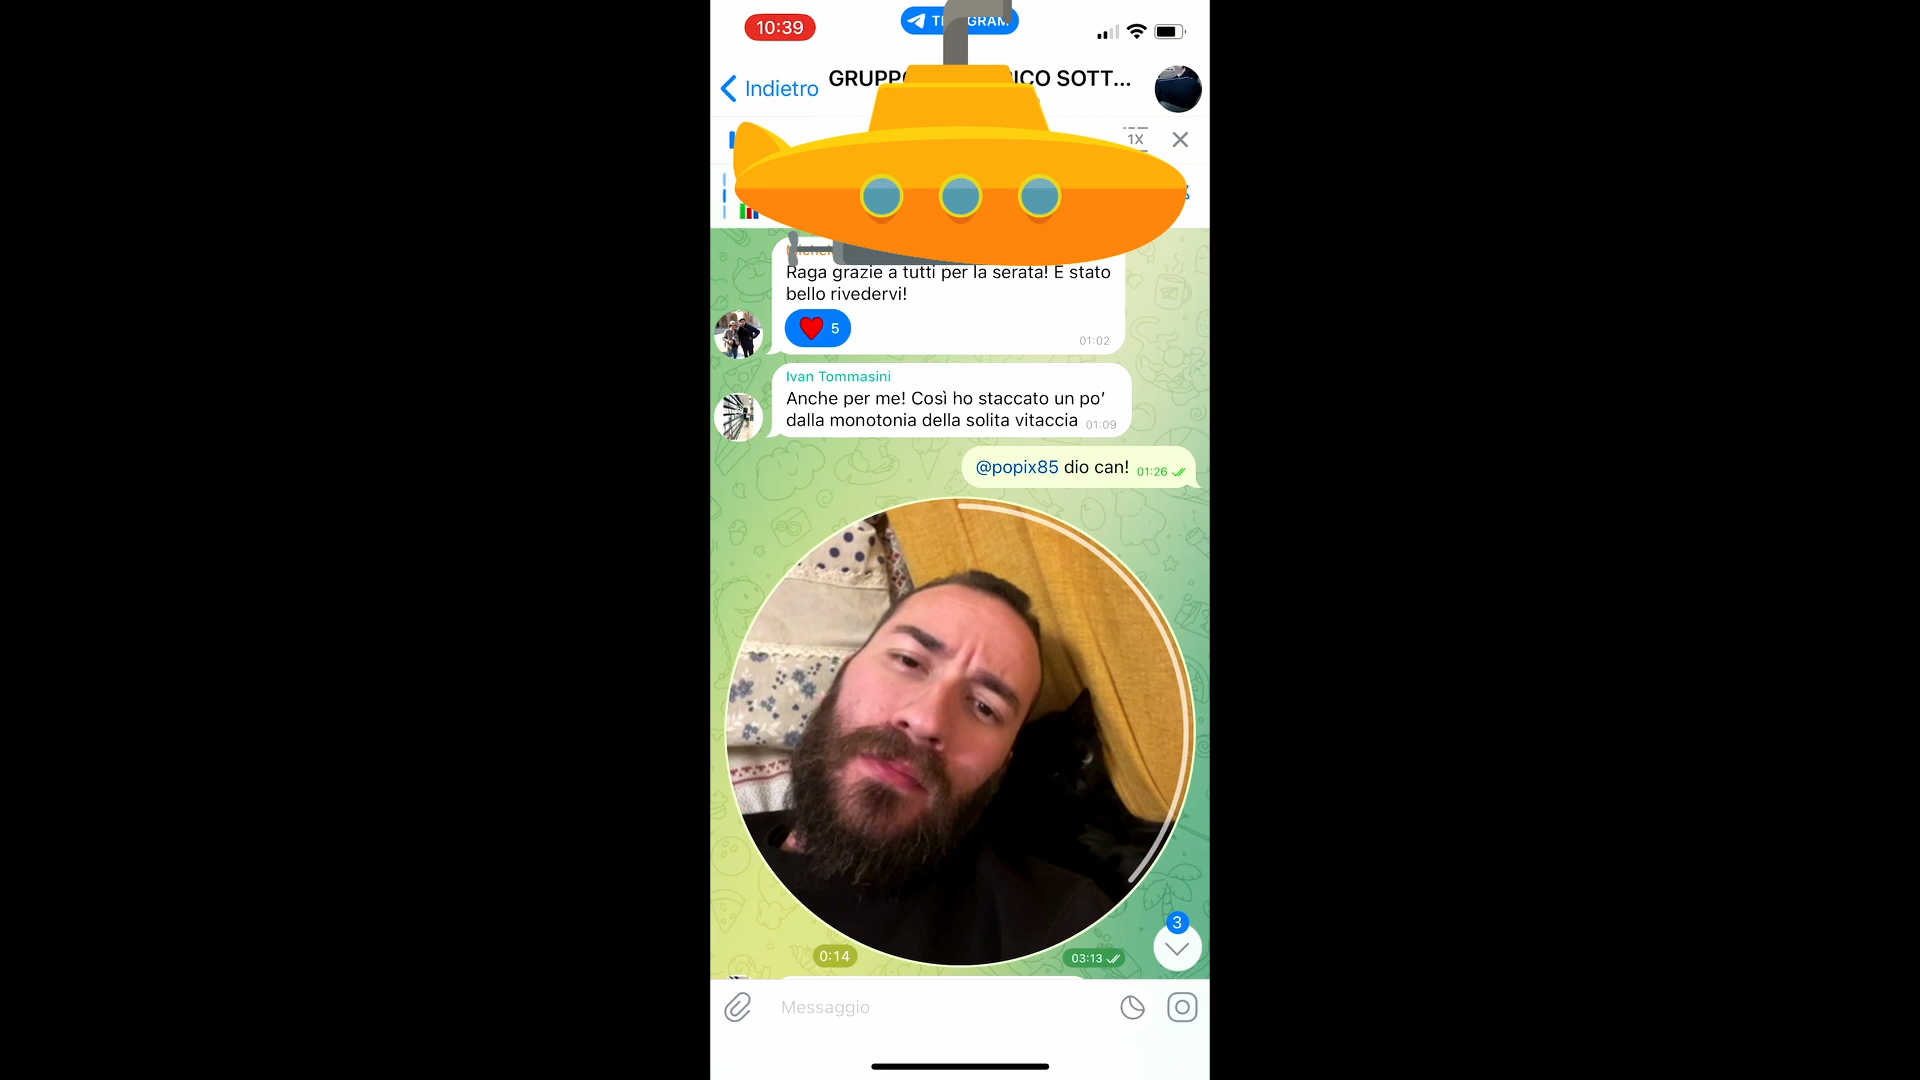 10:39
GRAM
Indietro
ICO SOTT...
1X
Raga grazie a tutti per la serata! È stato
bello rivedervi!
5
01:02
Ivan Tommasini
Anche per me! Così ho staccato un po’
dalla monotonia della solita vitaccia 01:09
@popix85 dio can! 01:26
0:14
03:13
3
Messaggio